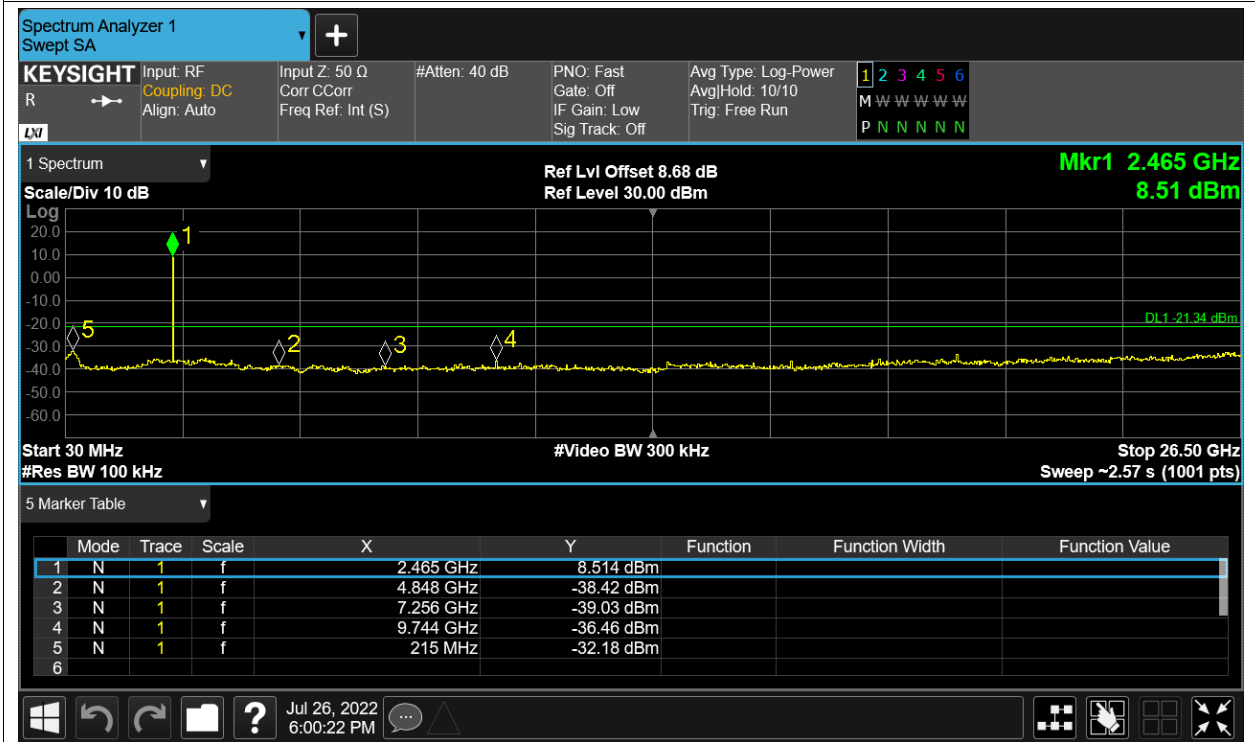 Spectrum Analyzer 1
Swept SA
+
KEYSIGHT
R
LXI
Input: RF
Coupling: DC
Align: Auto
Input Z: 50 Ω
Corr CCorr
Freq Ref: Int (S)
#Atten: 40 dB
PNO: Fast
Gate: Off
IF Gain: Low
Sig Track: Off
Avg Type: Log-Power
Avg|Hold: 10/10
Trig: Free Run
1 2 3 4 5 6
M W W W W W
P N N N N N
1 Spectrum
Scale/Div 10 dB
Ref Lvl Offset 8.68 dB
Ref Level 30.00 dBm
Mkr1 2.465 GHz
8.51 dBm
Log
20.0
10.0
0.00
-10.0
-20.0
-30.0
-40.0
-50.0
-60.0
1
5
2
3
4
DL1 -21.34 dBm
Start 30 MHz
#Video BW 300 kHz
Stop 26.50 GHz
#Res BW 100 kHz
Sweep ~2.57 s (1001 pts)
5 Marker Table
Mode Trace Scale X Y Function Function Width Function Value
1 N 1 f 2.465 GHz 8.514 dBm
2 N 1 f 4.848 GHz -38.42 dBm
3 N 1 f 7.256 GHz -39.03 dBm
4 N 1 f 9.744 GHz -36.46 dBm
5 N 1 f 215 MHz -32.18 dBm
6
?
Jul 26, 2022
6:00:22 PM